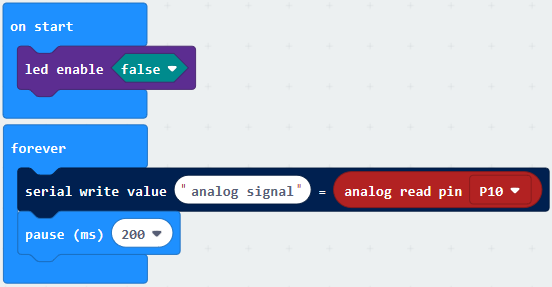 on start
led enable false
forever
serial write value "analog signal" = analog read pin P10
pause (ms) 200